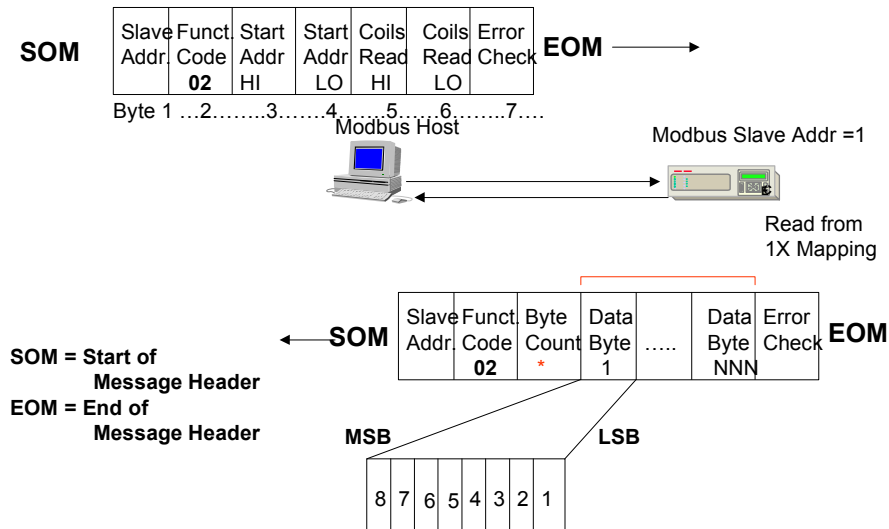 SOM
Slave Funct. Start Start Coils Coils Error
Addr. Code Addr Addr Read Read Check
02 HI LO HI LO
EOM
Byte 1 …2……..3…….4……5…….6……..7….
Modbus Host
Modbus Slave Addr =1
Read from
1X Mapping
SOM
Slave Funct. Byte Data Data Error
Addr. Code Count Byte ….. Byte Check
02 * 1 NNN
EOM
SOM = Start of
Message Header
EOM = End of
Message Header
MSB
LSB
8 7 6 5 4 3 2 1